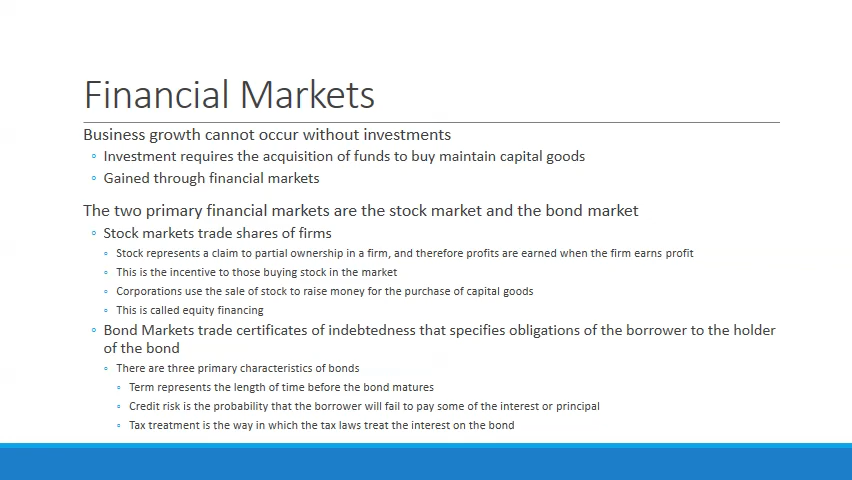 Financial Markets
Business growth cannot occur without investments
◦ Investment requires the acquisition of funds to buy maintain capital goods
◦ Gained through financial markets
The two primary financial markets are the stock market and the bond market
◦ Stock markets trade shares of firms
◦ Stock represents a claim to partial ownership in a firm, and therefore profits are earned when the firm earns profit
◦ This is the incentive to those buying stock in the market
◦ Corporations use the sale of stock to raise money for the purchase of capital goods
◦ This is called equity financing
◦ Bond Markets trade certificates of indebtedness that specifies obligations of the borrower to the holder
of the bond
◦ There are three primary characteristics of bonds
◦ Term represents the length of time before the bond matures
◦ Credit risk is the probability that the borrower will fail to pay some of the interest or principal
◦ Tax treatment is the way in which the tax laws treat the interest on the bond